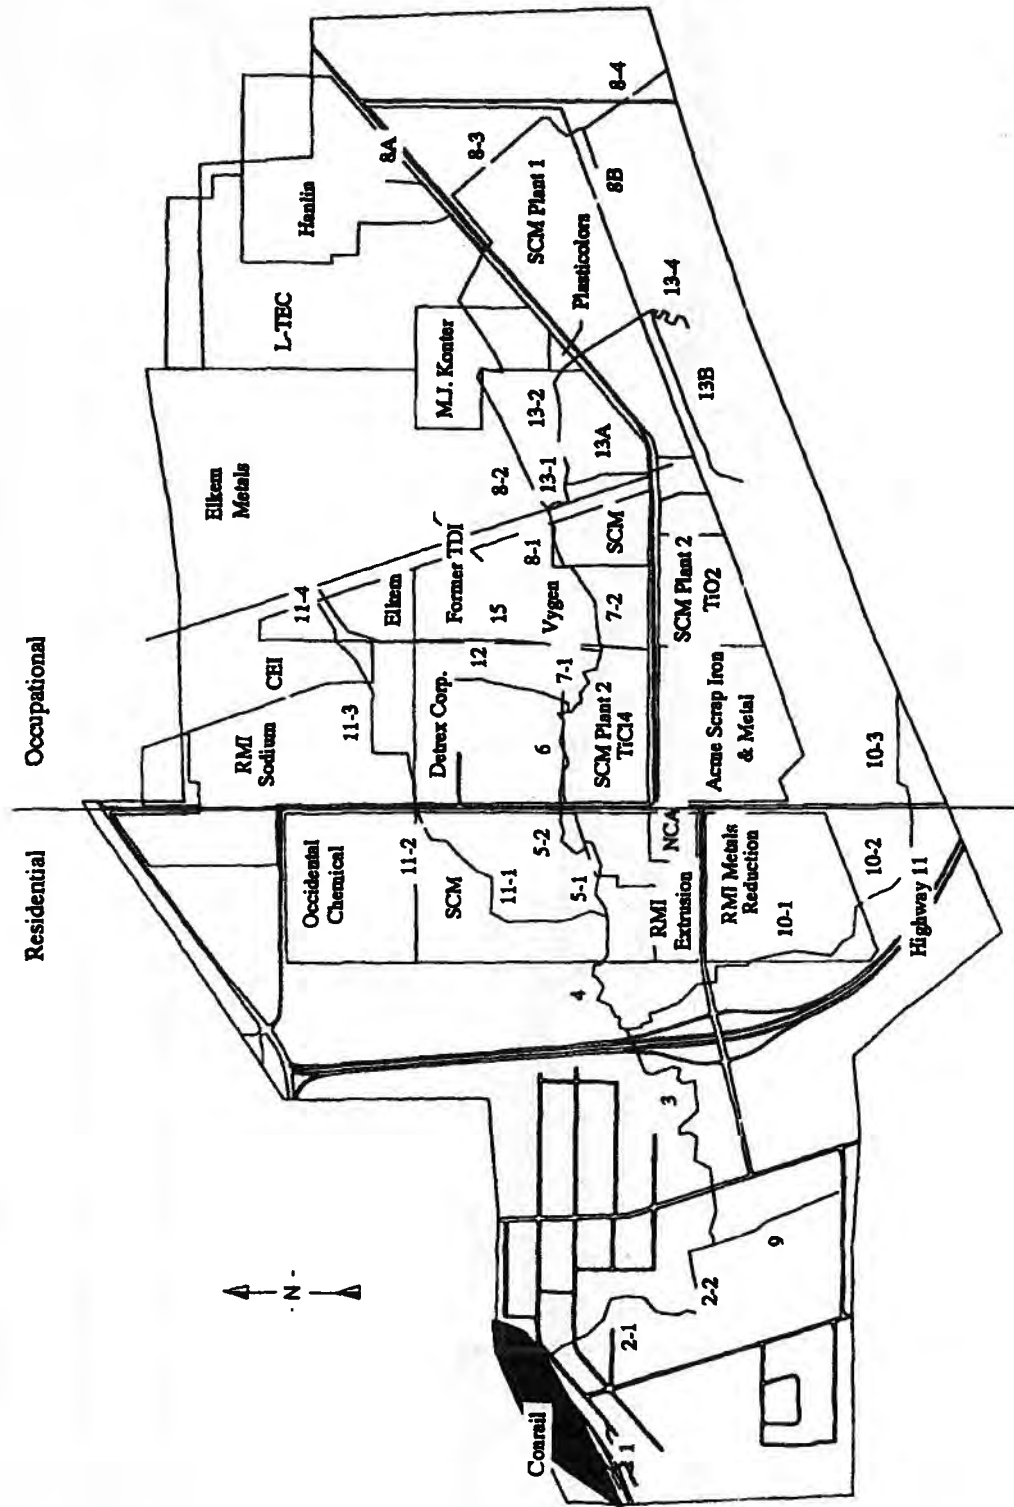 Residential
Occupational
N
Conrail
1
2-1
2-2
9
3
4
Occidental
Chemical
11-2
SCM
11-1
5-2
5-1
NCA
RMI
Extrusion
RMI Metals
Reduction
10-1
10-2
Highway 11
10-3
RMI
Sodium
CEI
11-3
11-4
Elkem
Detrex Corp.
12
Former TDI
15
Vygen
8-1
6
7-1
7-2
SCM Plant 2
TiCl4
SCM
SCM Plant 2
TiO2
Acme Scrap Iron
& Metal
Elkem
Metals
8-2
13-1
13-2
13A
M.J. Konter
L-TEC
Hanlin
8A
8-3
SCM Plant 1
Plasticolors
8B
8-4
13-4
13B